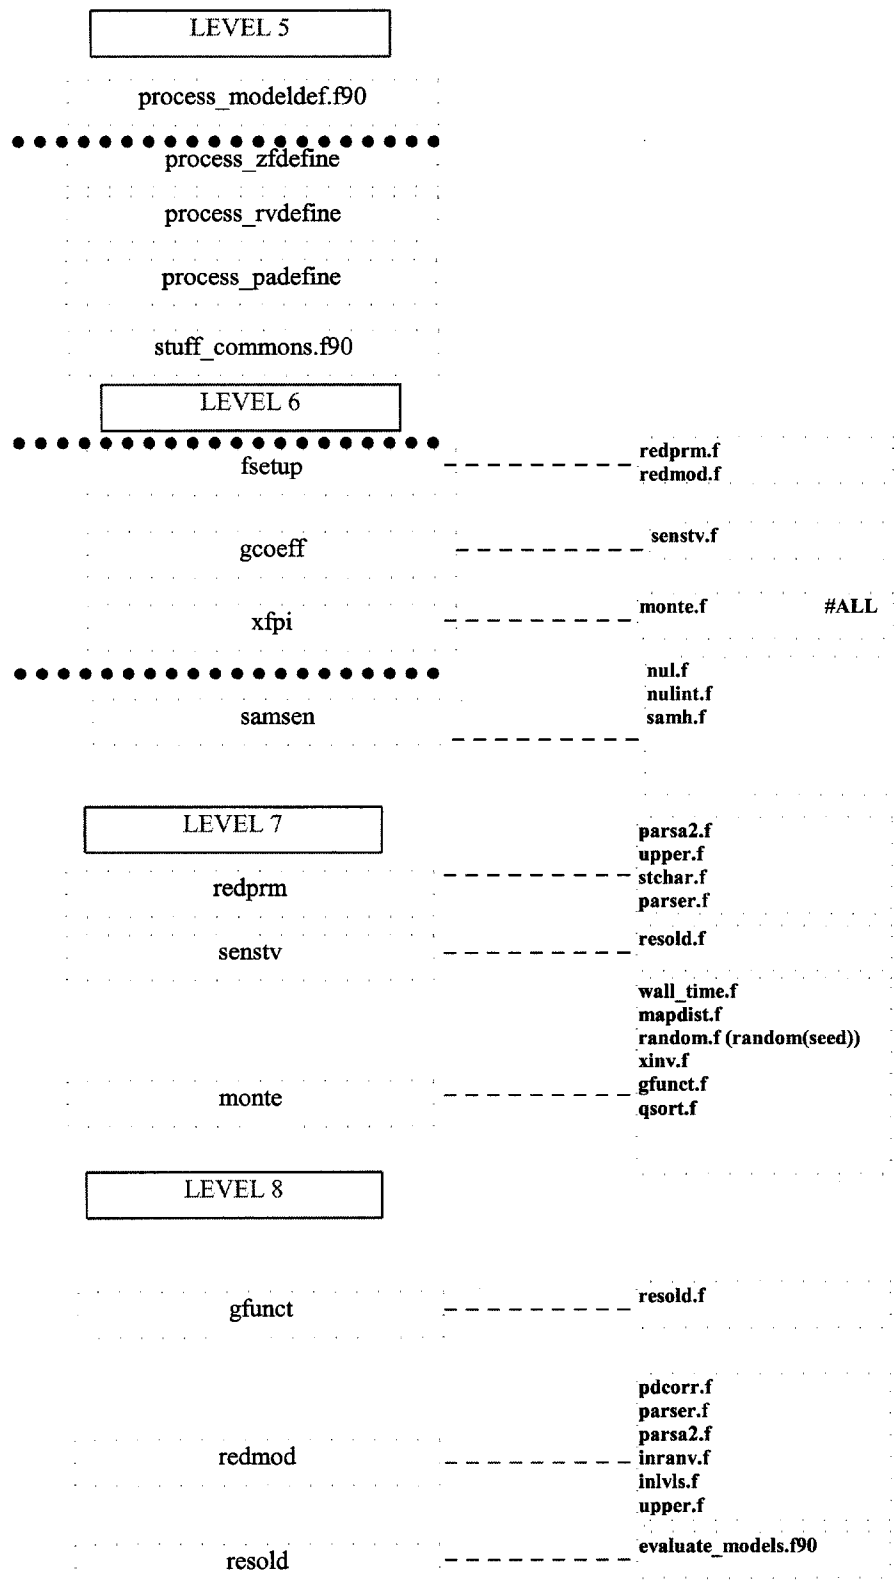 LEVEL 5
process_modeldef.f90
process_zfdefine
process_rvdefine
process_padefine
stuff_commons.f90
LEVEL 6
fsetup
redprm.f
redmod.f
gcoeff
senstv.f
xfpi
monte.f #ALL
samsen
nul.f
nulint.f
samh.f
LEVEL 7
redprm
parsa2.f
upper.f
stchar.f
parser.f
senstv
resold.f
monte
wall_time.f
mapdist.f
random.f (random(seed))
xinv.f
gfunct.f
qsort.f
LEVEL 8
gfunct
resold.f
redmod
pdcorr.f
parser.f
parsa2.f
inranv.f
inlvls.f
upper.f
resold
evaluate_models.f90